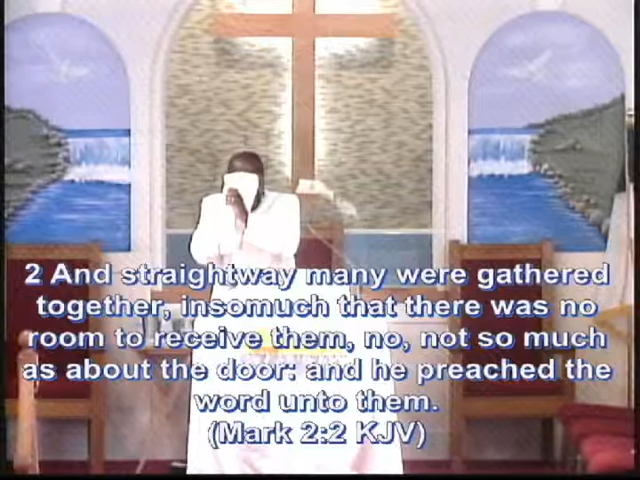 2 And straightway many were gathered
together, insomuch that there was no
room to receive them, no, not so much
as about the door: and he preached the
word unto them.
(Mark 2:2 KJV)